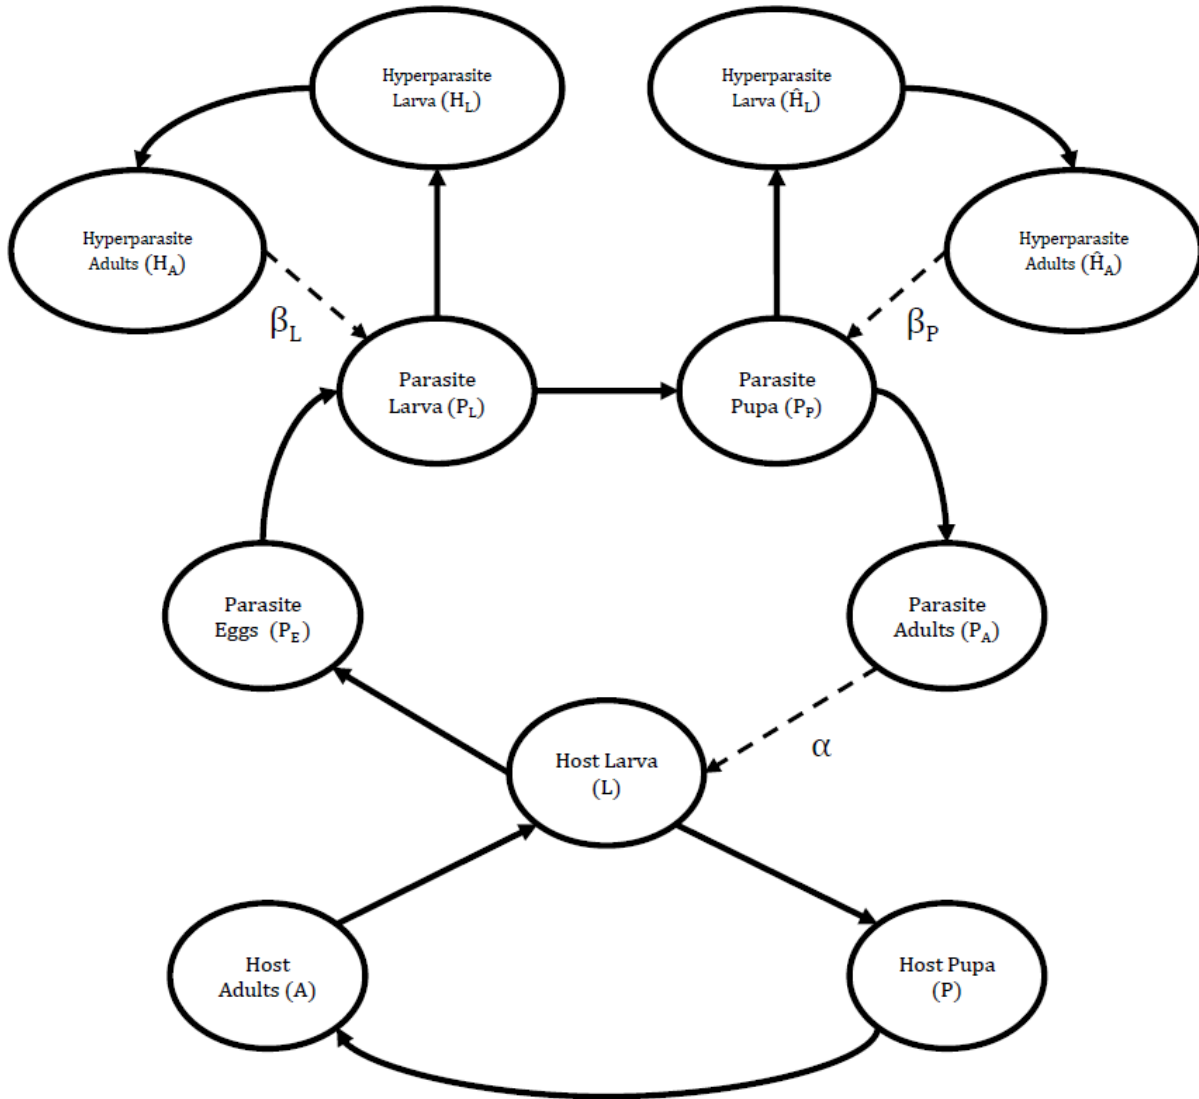 Hyperparasite
Larva (H_L)
Hyperparasite
Larva (Ĥ_L)
Hyperparasite
Adults (H_A)
Hyperparasite
Adults (Ĥ_A)
β_L
β_P
Parasite
Larva (P_L)
Parasite
Pupa (P_P)
Parasite
Eggs (P_E)
Parasite
Adults (P_A)
α
Host Larva
(L)
Host
Adults (A)
Host Pupa
(P)